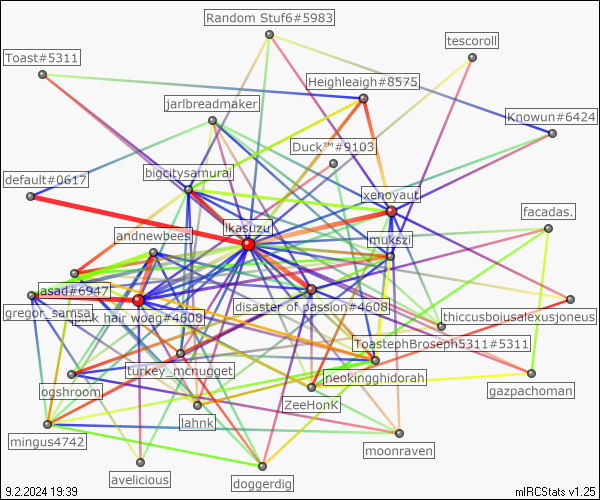 Random Stuf6#5983
tescoroll
Toast#5311
Heighleaigh#8575
jarlbreadmaker
Knowun#6424
Duck™#9103
bigcitysamurai
default#0617
xenoyaut
facadas.
ikasuzu
andnewbees
mukszi
asad#6947
disaster of passion#4608
gregor_samsa
pink hair woag#4608
thiccusboiusalexusjoneus
ToastephBroseph5311#5311
turkey_mcnugget
neokingghidorah
ogshroom
gazpachoman
ZeeHonK
lahnk
mingus4742
moonraven
avelicious
doggerdig
9.2.2024 19:39
mIRCStats v1.25